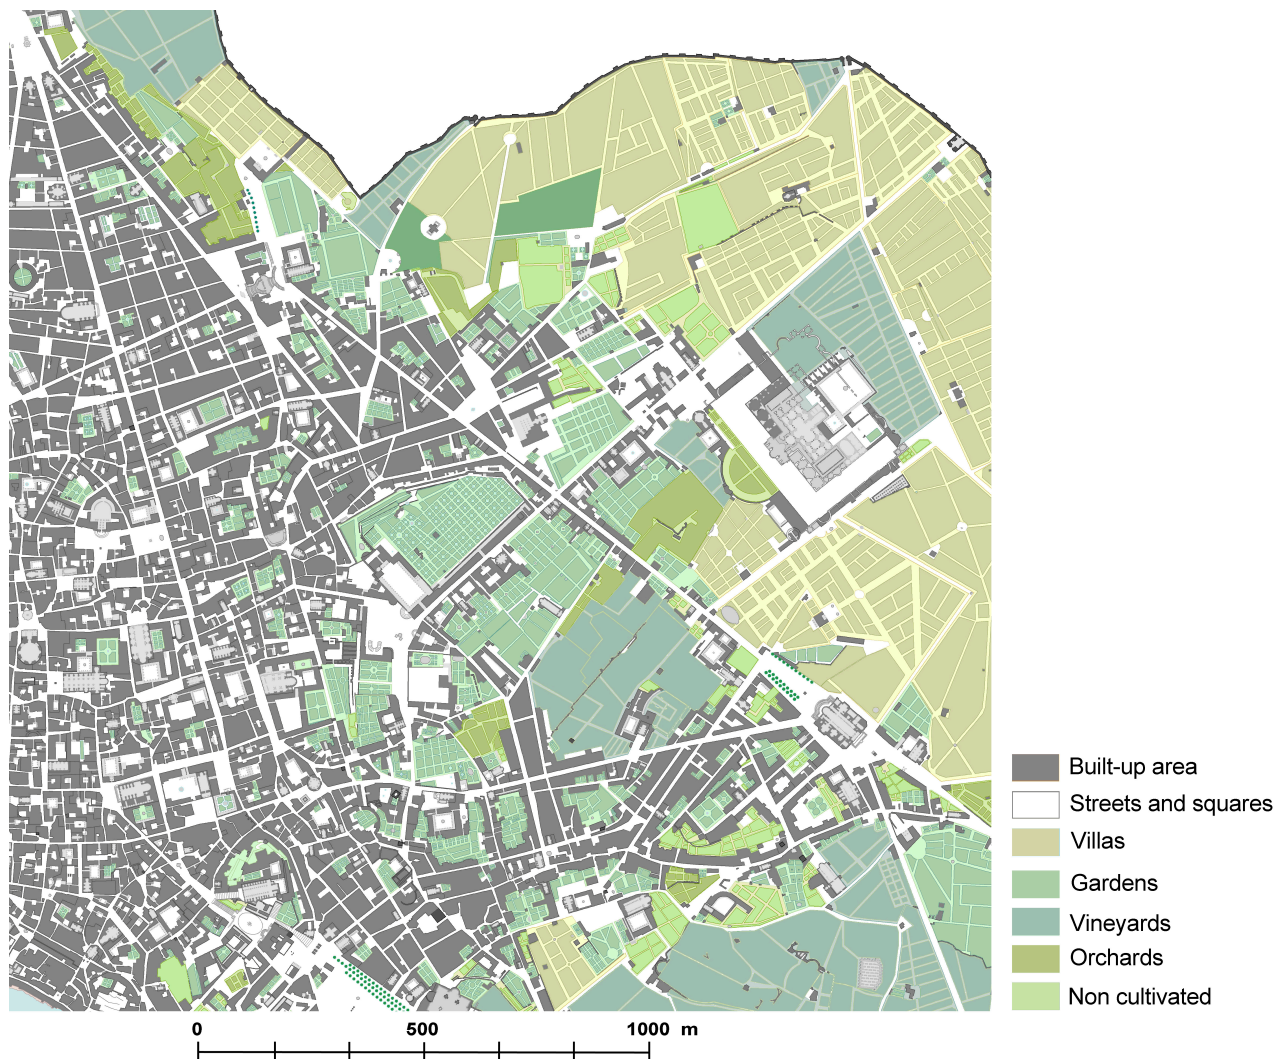 Built-up area
Streets and squares
Villas
Gardens
Vineyards
Orchards
Non cultivated
0 500 1000 m